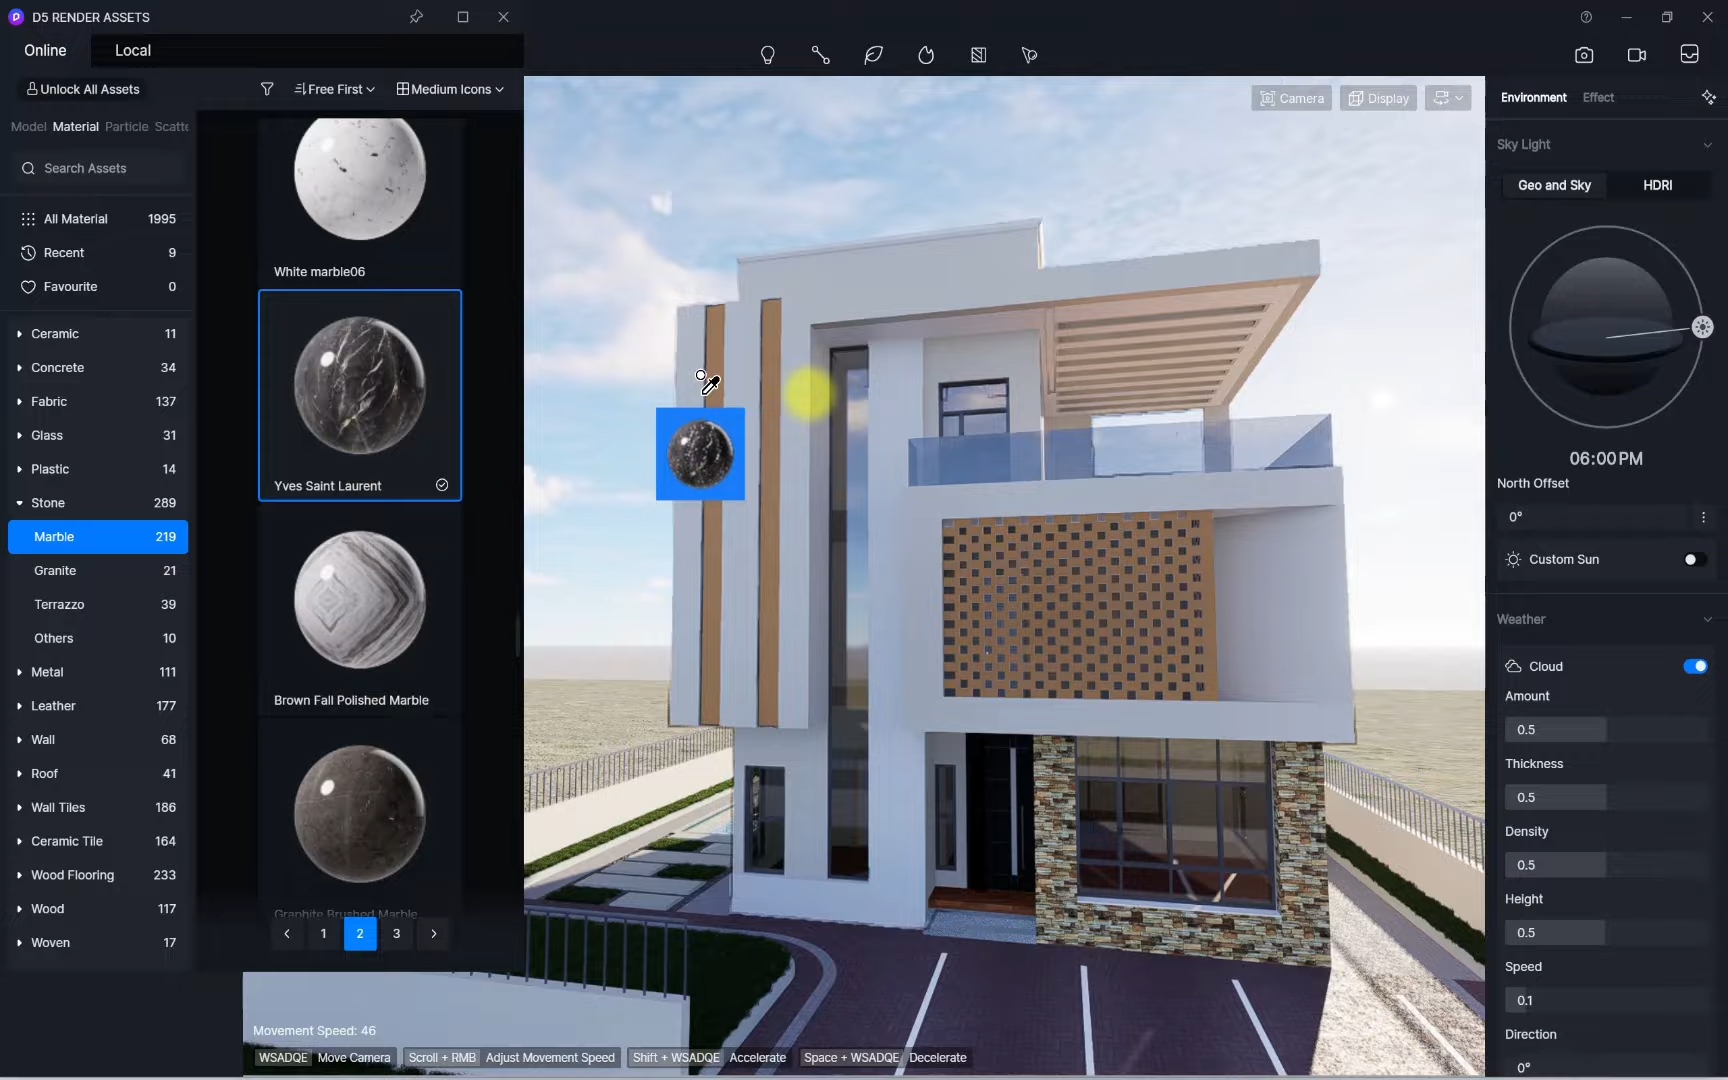 D5 RENDER ASSETS
Online
Local
Unlock All Assets
Free First
Medium Icons
Model
Material
Particle
Scatte
Search Assets
All Material 1995
Recent 9
Favourite 0
Ceramic 11
Concrete 34
Fabric 137
Glass 31
Plastic 14
Stone 289
Marble 219
Granite 21
Terrazzo 39
Others 10
Metal 111
Leather 177
Wall 68
Roof 41
Wall Tiles 186
Ceramic Tile 164
Wood Flooring 233
Wood 117
Woven 17
White marble06
Yves Saint Laurent
Brown Fall Polished Marble
Graphite Brushed Marble
1 2 3
Camera
Display
Movement Speed: 46
WSADQE Move Camera Scroll + RMB Adjust Movement Speed Shift + WSADQE Accelerate Space + WSADQE Decelerate
Environment
Effect
Sky Light
Geo and Sky
HDRI
06:00PM
North Offset
0°
Custom Sun
Weather
Cloud
Amount
0.5
Thickness
0.5
Density
0.5
Height
0.5
Speed
0.1
Direction
0°